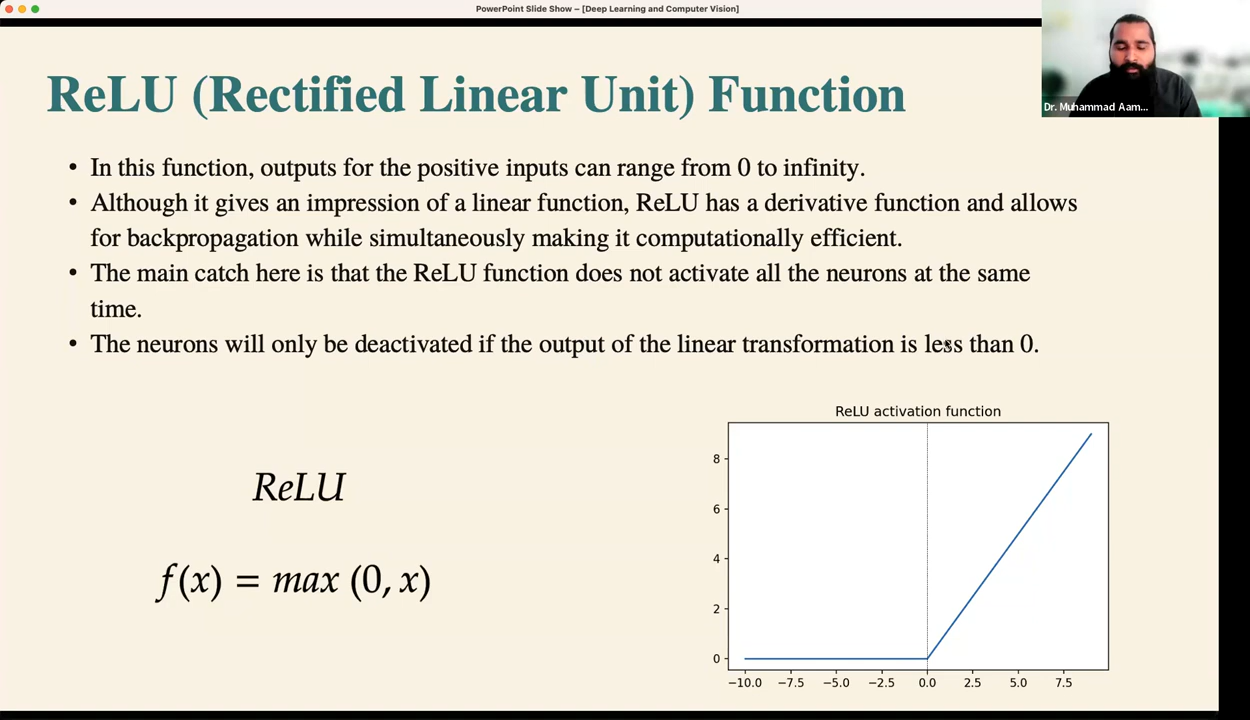 PowerPoint Slide Show – [Deep Learning and Computer Vision]
Dr. Muhammad Aam...
ReLU (Rectified Linear Unit) Function
• In this function, outputs for the positive inputs can range from 0 to infinity.
• Although it gives an impression of a linear function, ReLU has a derivative function and allows
for backpropagation while simultaneously making it computationally efficient.
• The main catch here is that the ReLU function does not activate all the neurons at the same
time.
• The neurons will only be deactivated if the output of the linear transformation is less than 0.
ReLU
f(x) = max (0, x)
ReLU activation function
8
6
4
2
0
−10.0 −7.5 −5.0 −2.5 0.0 2.5 5.0 7.5